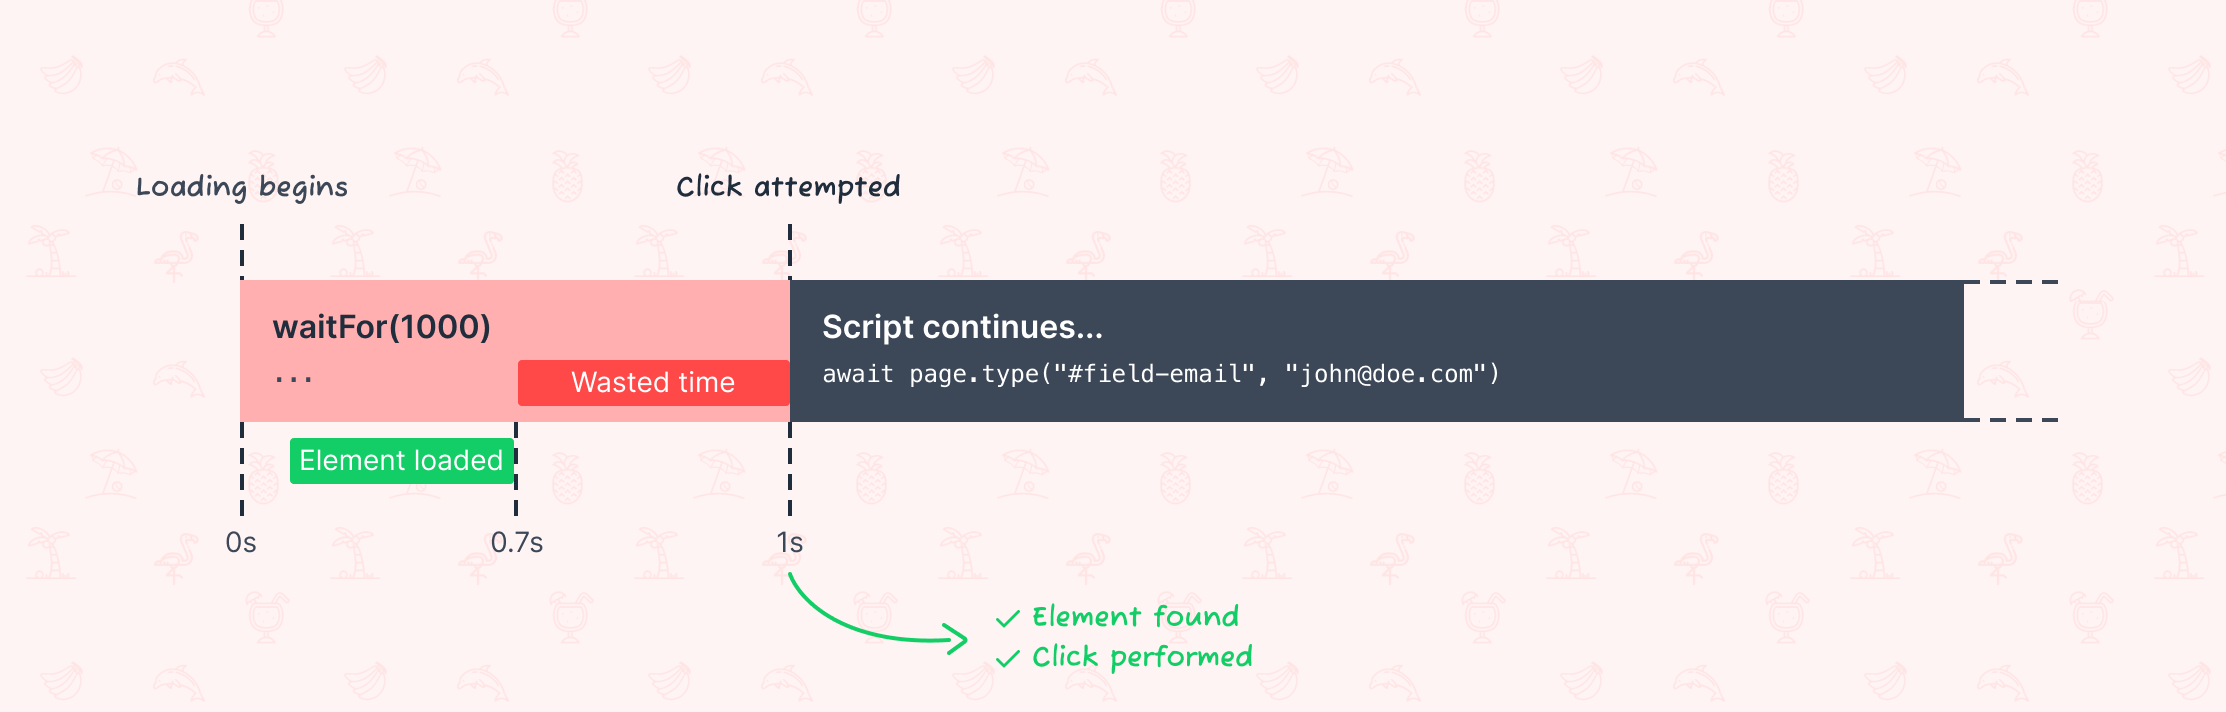 Loading begins
Click attempted
waitFor(1000)
...
Wasted time
Script continues...
await page.type("#field-email", "john@doe.com")
Element loaded
0s
0.7s
1s
✓ Element found
✓ Click performed